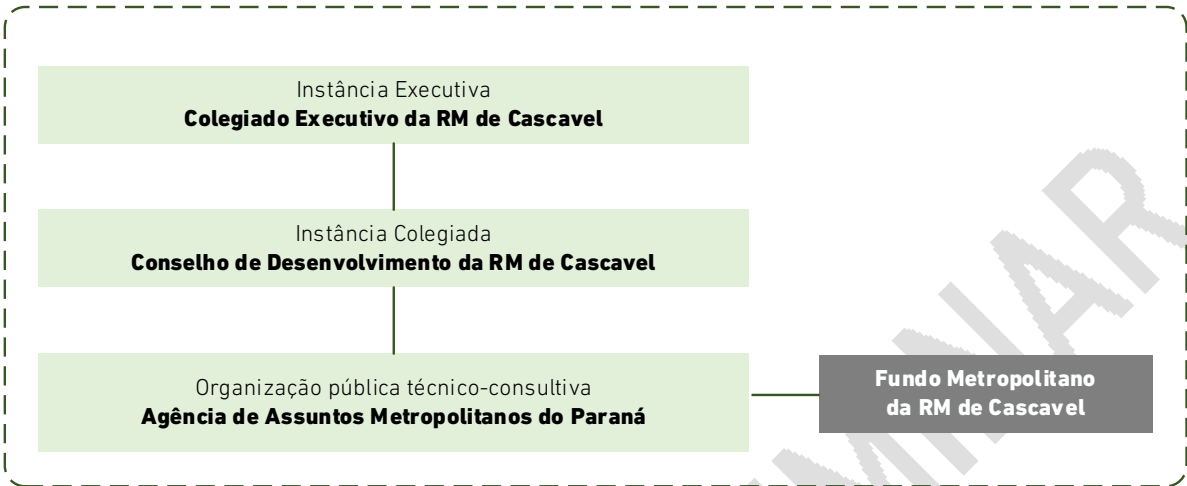 Instância Executiva
Colegiado Executivo da RM de Cascavel
Instância Colegiada
Conselho de Desenvolvimento da RM de Cascavel
Organização pública técnico-consultiva
Agência de Assuntos Metropolitanos do Paraná
Fundo Metropolitano
da RM de Cascavel